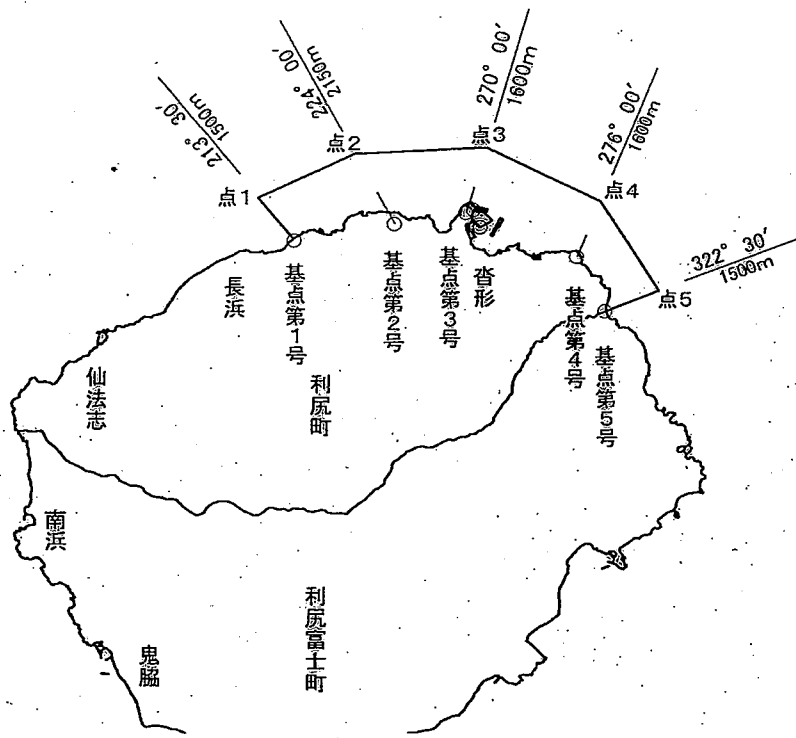 213° 30′
1500m
224° 00′
2150m
270° 00′
1600m
276° 00′
1600m
322° 30′
1500m
点1
点2
点3
点4
点5
基点第1号
基点第2号
基点第3号
基点第4号
基点第5号
長浜
沓形
仙法志
利尻町
南浜
鬼脇
利尻富士町